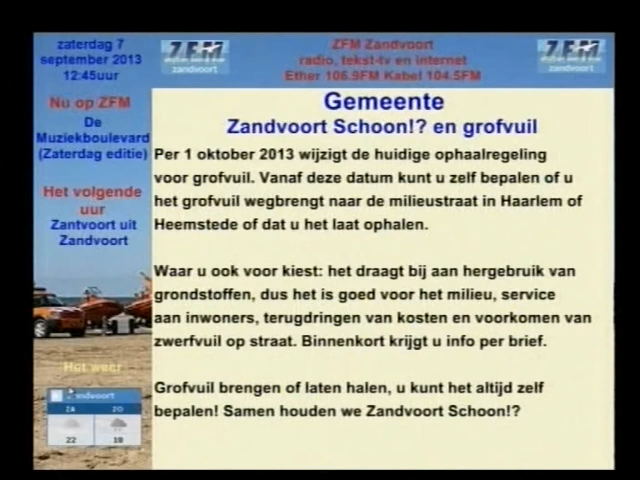 zaterdag 7
september 2013
12:45uur
ZFM
zandvoort
ZFM Zandvoort
radio, tekst-tv en internet
Ether 106.9FM Kabel 104.5FM
ZFM
zandvoort
Nu op ZFM
De
Muziekboulevard
(Zaterdag editie)
Het volgende
uur
Zantvoort uit
Zandvoort
Het weer
Zandvoort
ZA ZO
22 18
Gemeente
Zandvoort Schoon!? en grofvuil
Per 1 oktober 2013 wijzigt de huidige ophaalregeling
voor grofvuil. Vanaf deze datum kunt u zelf bepalen of u
het grofvuil wegbrengt naar de milieustraat in Haarlem of
Heemstede of dat u het laat ophalen.
Waar u ook voor kiest: het draagt bij aan hergebruik van
grondstoffen, dus het is goed voor het milieu, service
aan inwoners, terugdringen van kosten en voorkomen van
zwerfvuil op straat. Binnenkort krijgt u info per brief.
Grofvuil brengen of laten halen, u kunt het altijd zelf
bepalen! Samen houden we Zandvoort Schoon!?